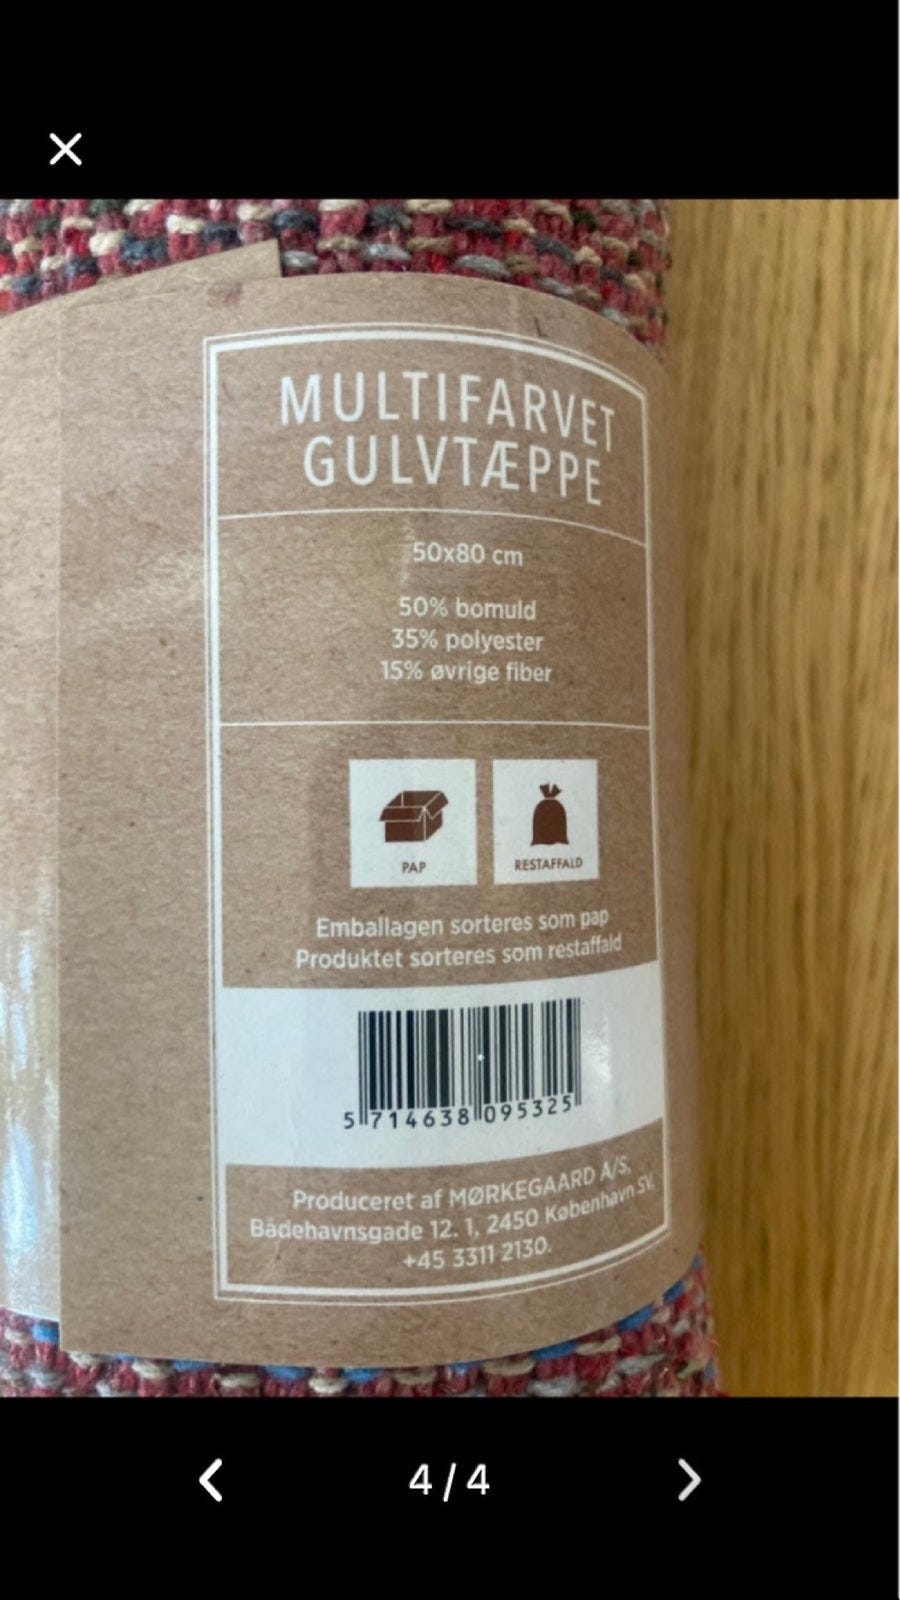 MULTIFARVET
GULVTÆPPE
50x80 cm
50% bomuld
35% polyester
15% øvrige fiber
PAP
RESTAFFALD
Emballagen sorteres som pap
Produktet sorteres som restaffald
5 714638 095325
Produceret af MØRKEGAARD A/S,
Bådehavnsgade 12. 1, 2450 København SV.
+45 3311 2130.
4 / 4